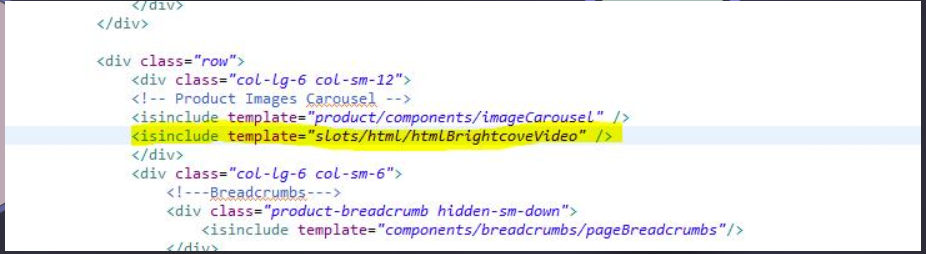 </div>
</div>
<div class="row">
<div class="col-lg-6 col-sm-12">
<!-- Product Images Carousel -->
<isinclude template="product/components/imageCarousel" />
<isinclude template="slots/html/htmlBrightcoveVideo" />
</div>
<div class="col-lg-6 col-sm-6">
<!---Breadcrumbs--->
<div class="product-breadcrumb hidden-sm-down">
<isinclude template="components/breadcrumbs/pageBreadcrumbs"/>
</div>